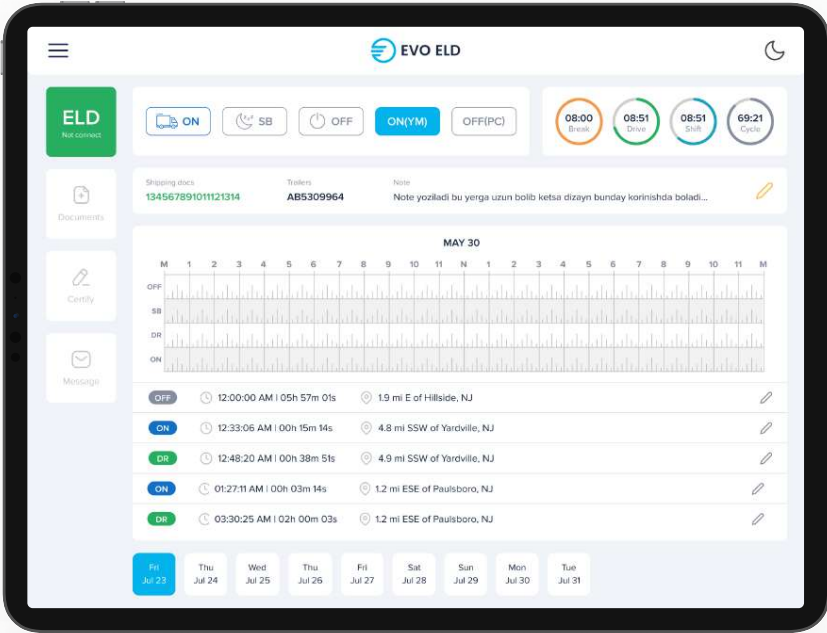 EVO ELD
ELD
Not connect
ON
SB
OFF
ON(YM)
OFF(PC)
08:00
Break
08:51
Drive
08:51
Shift
69:21
Cycle
Documents
Certify
Message
Shipping docs
134567891011121314
Trailers
AB5309964
Note
Note yoziladi bu yerga uzun bolib ketsa dizayn bunday korinishda boladi...
MAY 30
M 1 2 3 4 5 6 7 8 9 10 11 N 1 2 3 4 5 6 7 8 9 10 11 M
OFF
SB
DR
ON
OFF 12:00:00 AM | 05h 57m 01s 1.9 mi E of Hillside, NJ
ON 12:33:06 AM | 00h 15m 14s 4.8 mi SSW of Yardville, NJ
DR 12:48:20 AM | 00h 38m 51s 4.9 mi SSW of Yardville, NJ
ON 01:27:11 AM | 00h 03m 14s 1.2 mi ESE of Paulsboro, NJ
DR 03:30:25 AM | 02h 00m 03s 1.2 mi ESE of Paulsboro, NJ
Fri Thu Wed Thu Fri Sat Sun Mon Tue
Jul 23 Jul 24 Jul 25 Jul 26 Jul 27 Jul 28 Jul 29 Jul 30 Jul 31